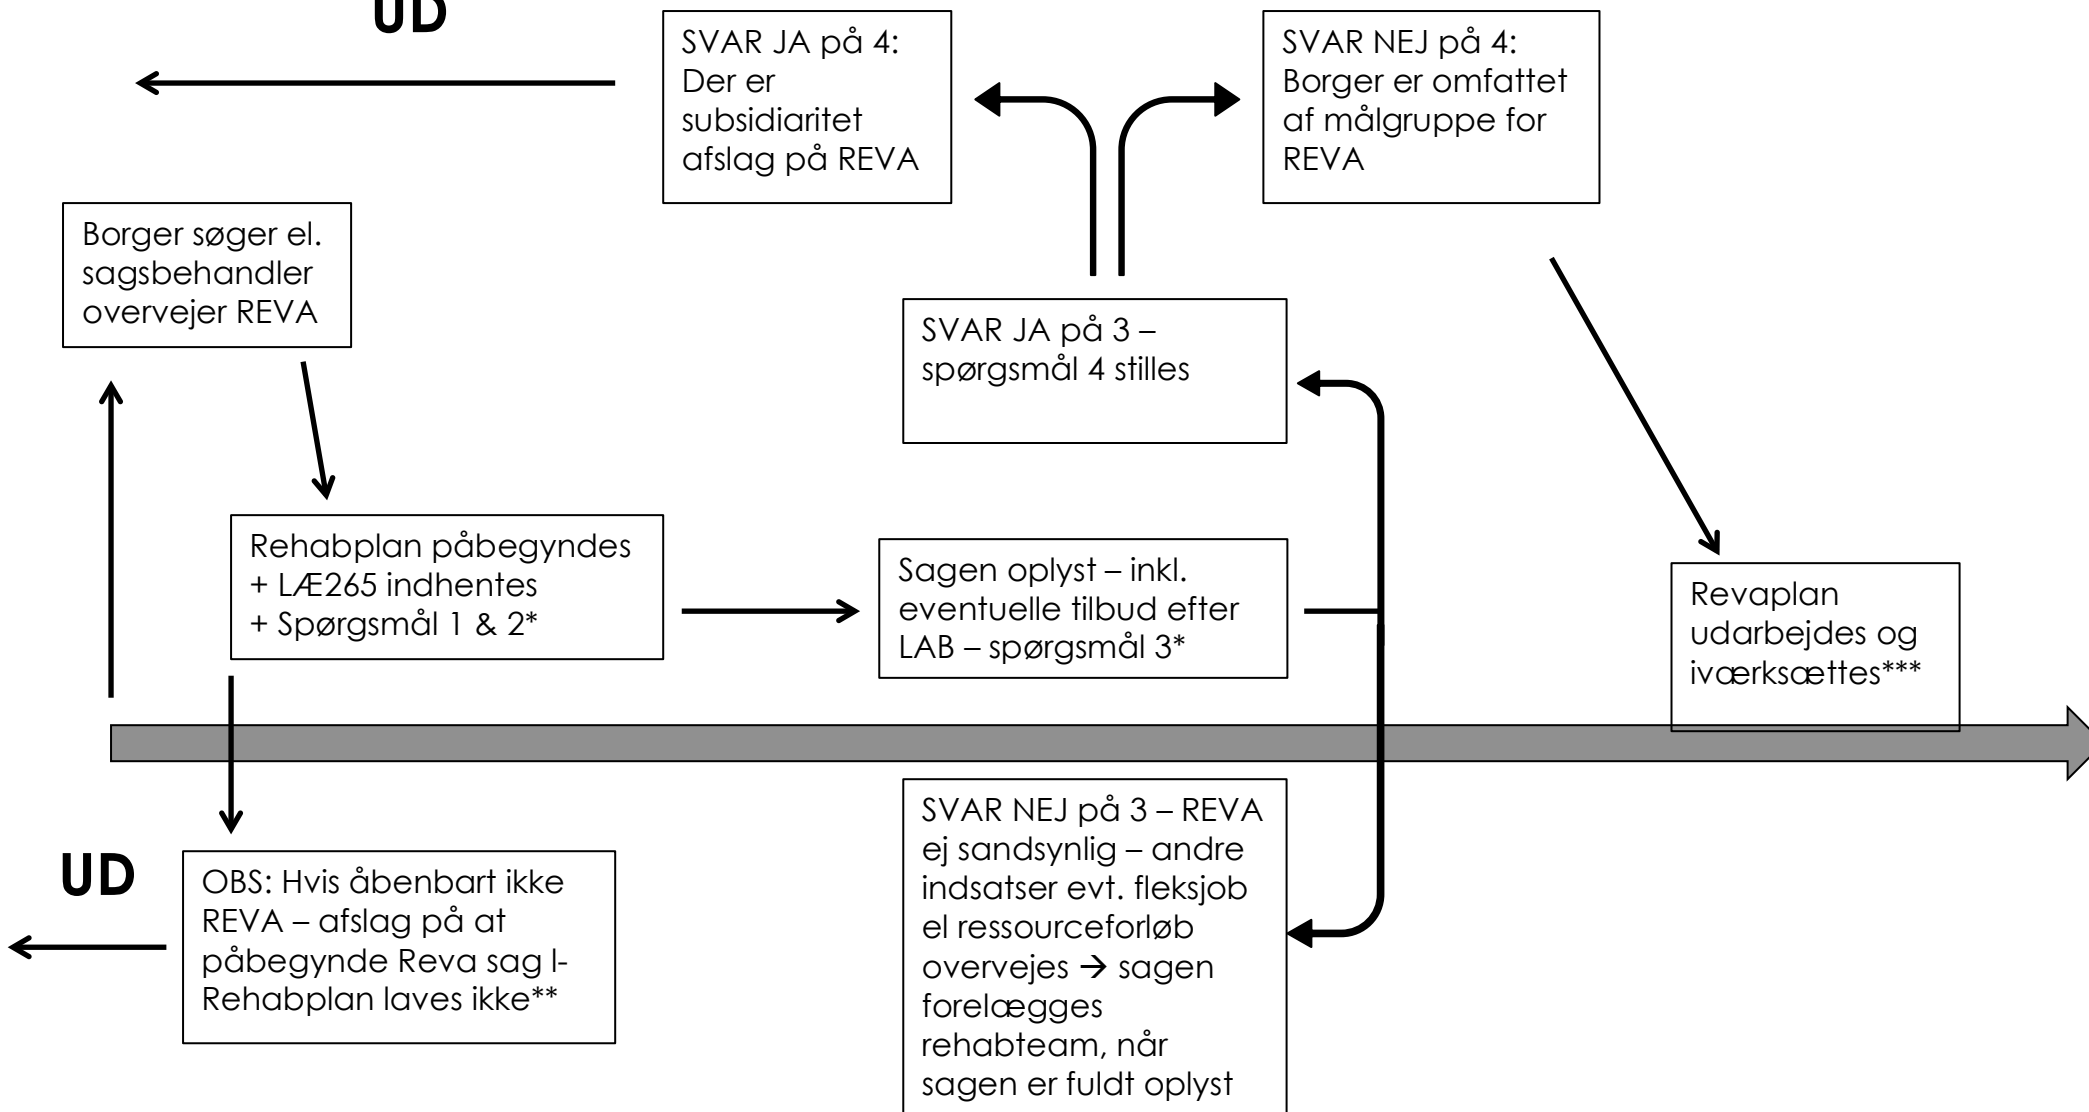 UD
SVAR JA på 4:
Der er
subsidiaritet
afslag på REVA
SVAR NEJ på 4:
Borger er omfattet
af målgruppe for
REVA
Borger søger el.
sagsbehandler
overvejer REVA
SVAR JA på 3 –
spørgsmål 4 stilles
Rehabplan påbegyndes
+ LÆ265 indhentes
+ Spørgsmål 1 & 2*
Sagen oplyst – inkl.
eventuelle tilbud efter
LAB – spørgsmål 3*
Revaplan
udarbejdes og
iværksættes***
UD
OBS: Hvis åbenbart ikke
REVA – afslag på at
påbegynde Reva sag I-
Rehabplan laves ikke**
SVAR NEJ på 3 – REVA
ej sandsynlig – andre
indsatser evt. fleksjob
el ressourceforløb
overvejes → sagen
forelægges
rehabteam, når
sagen er fuldt oplyst